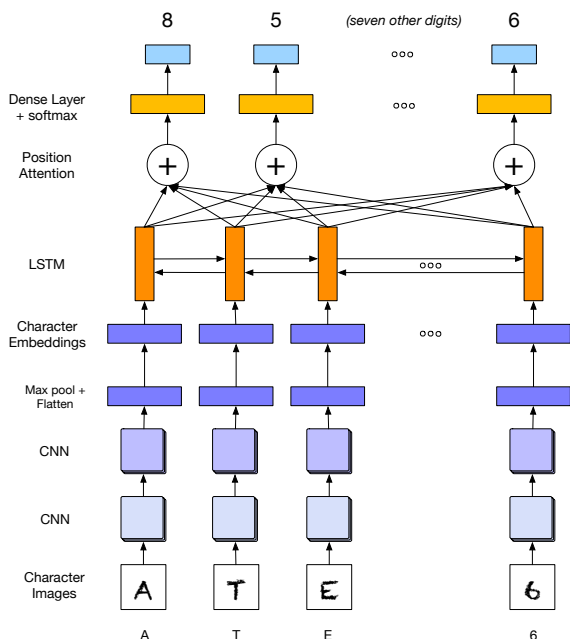 8 5 (seven other digits) 6
Dense Layer
+ softmax
Position
Attention
+ + +
LSTM
Character
Embeddings
Max pool +
Flatten
CNN
CNN
Character
Images
A T E 6
A T E 6